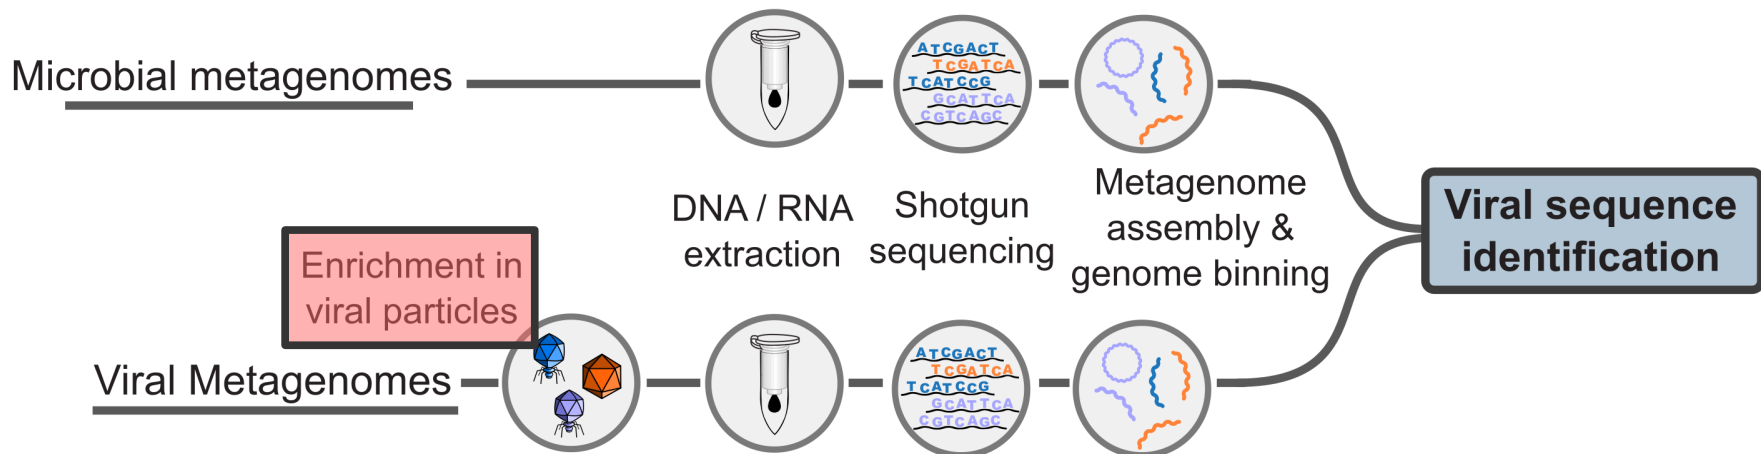 Microbial metagenomes
ATCGACT
TCGATCA
TCATCCG
GCATTCA
CGTCAGC
DNA / RNA
extraction
Shotgun
sequencing
Metagenome
assembly &
genome binning
Viral sequence
identification
Enrichment in
viral particles
Viral Metagenomes
ATCGACT
TCGATCA
TCATCCG
GCATTCA
CGTCAGC